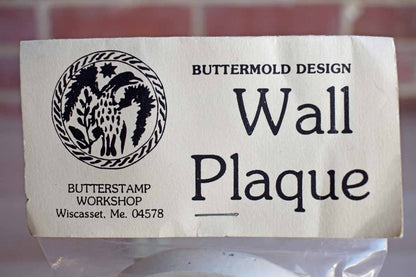 BUTTERMOLD DESIGN
Wall
Plaque
BUTTERSTAMP
WORKSHOP
Wiscasset, Me. 04578